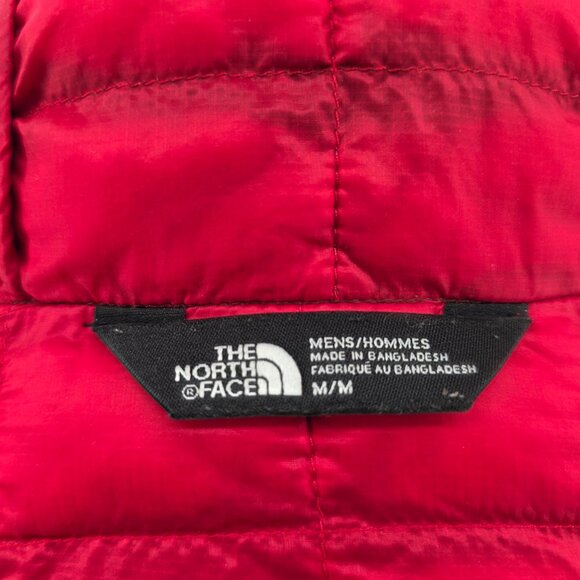 THE
NORTH
®FACE
MENS/HOMMES
MADE IN BANGLADESH
FABRIQUÉ AU BANGLADESH
M/M